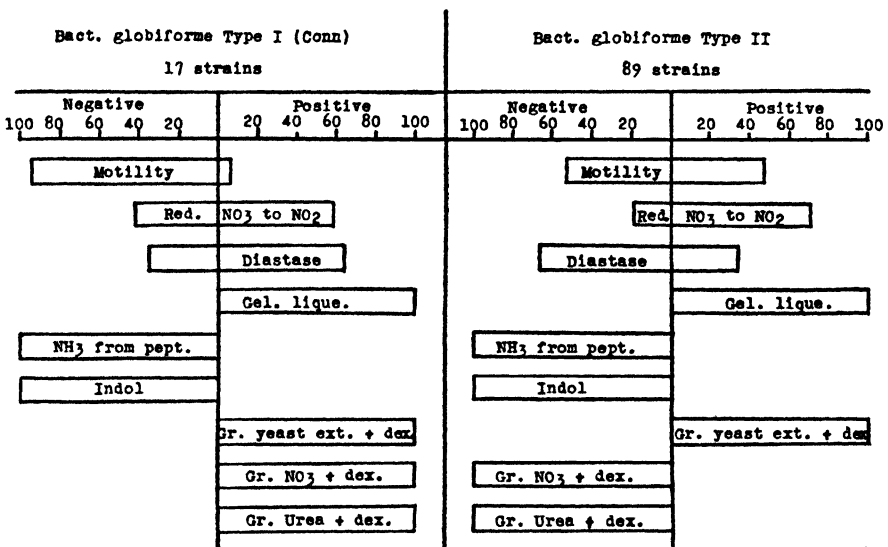 Bact. globiforme Type I (Conn)
17 strains
Negative Positive
100 80 60 40 20 20 40 60 80 100
Motility
Red. NO3 to NO2
Diastase
Gel. lique.
NH3 from pept.
Indol
Gr. yeast ext. + dex.
Gr. NO3 + dex.
Gr. Urea + dex.
Bact. globiforme Type II
89 strains
Negative Positive
100 80 60 40 20 20 40 60 80 100
Motility
Red. NO3 to NO2
Diastase
Gel. lique.
NH3 from pept.
Indol
Gr. yeast ext. + dex
Gr. NO3 + dex.
Gr. Urea + dex.